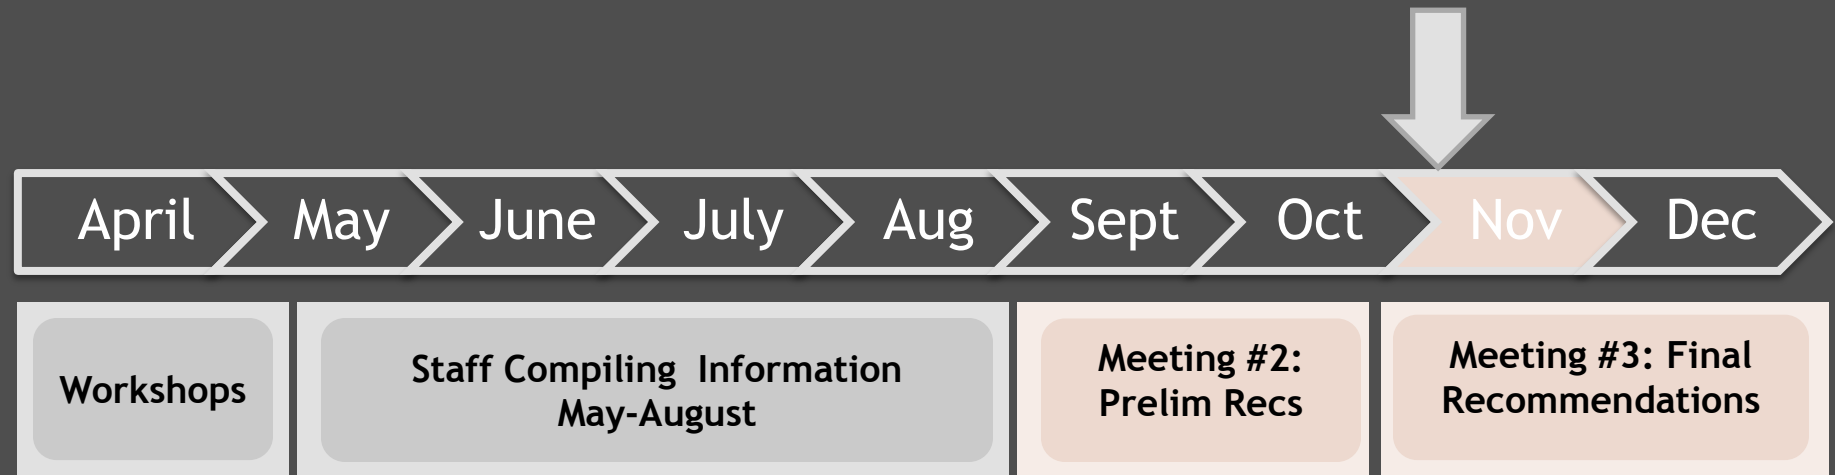 April May June July Aug Sept Oct Nov Dec
Workshops
Staff Compiling  Information
May-August
Meeting #2:
Prelim Recs
Meeting #3: Final
Recommendations